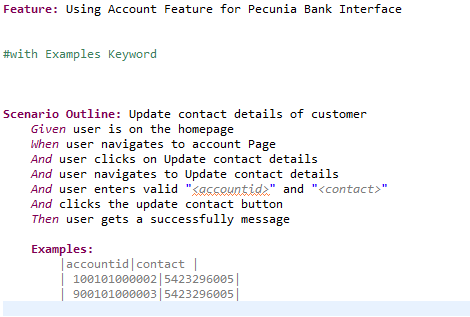 Feature: Using Account Feature for Pecunia Bank Interface
#with Examples Keyword
Scenario Outline: Update contact details of customer
Given user is on the homepage
When user navigates to account Page
And user clicks on Update contact details
And user navigates to Update contact details
And user enters valid "<accountid>" and "<contact>"
And clicks the update contact button
Then user gets a successfully message
Examples:
|accountid|contact |
| 100101000002|5423296005|
| 900101000003|5423296005|